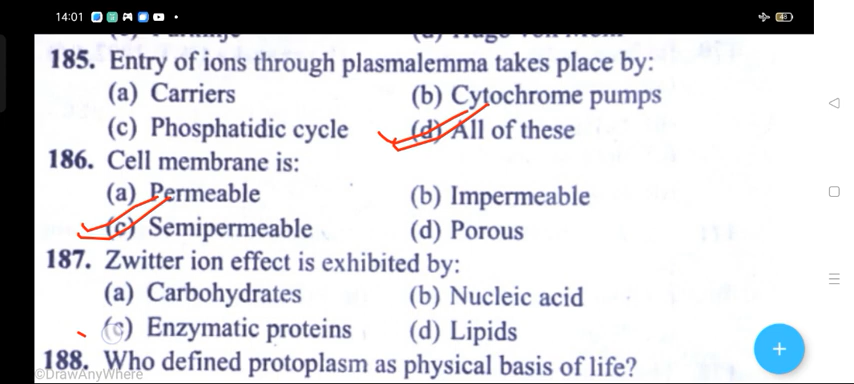 14:01
48
185. Entry of ions through plasmalemma takes place by:
(a) Carriers (b) Cytochrome pumps
(c) Phosphatidic cycle (d) All of these
186. Cell membrane is:
(a) Permeable (b) Impermeable
(c) Semipermeable (d) Porous
187. Zwitter ion effect is exhibited by:
(a) Carbohydrates (b) Nucleic acid
(c) Enzymatic proteins (d) Lipids
188. Who defined protoplasm as physical basis of life?
©DrawAnyWhere